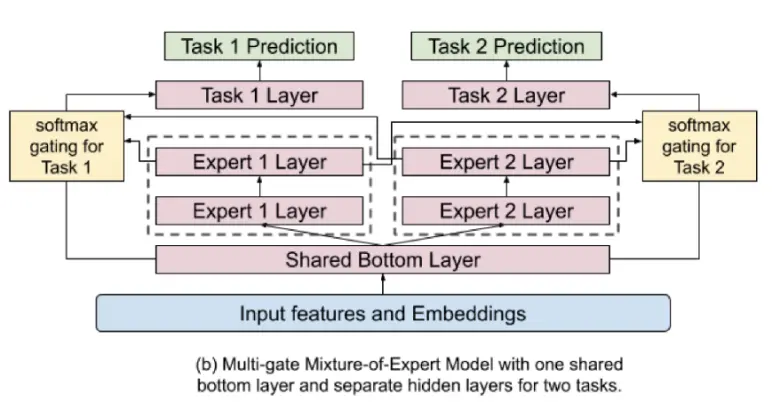 Task 1 Prediction
Task 2 Prediction
Task 1 Layer
Task 2 Layer
softmax
gating for
Task 1
softmax
gating for
Task 2
Expert 1 Layer
Expert 2 Layer
Expert 1 Layer
Expert 2 Layer
Shared Bottom Layer
Input features and Embeddings
(b) Multi-gate Mixture-of-Expert Model with one shared
bottom layer and separate hidden layers for two tasks.